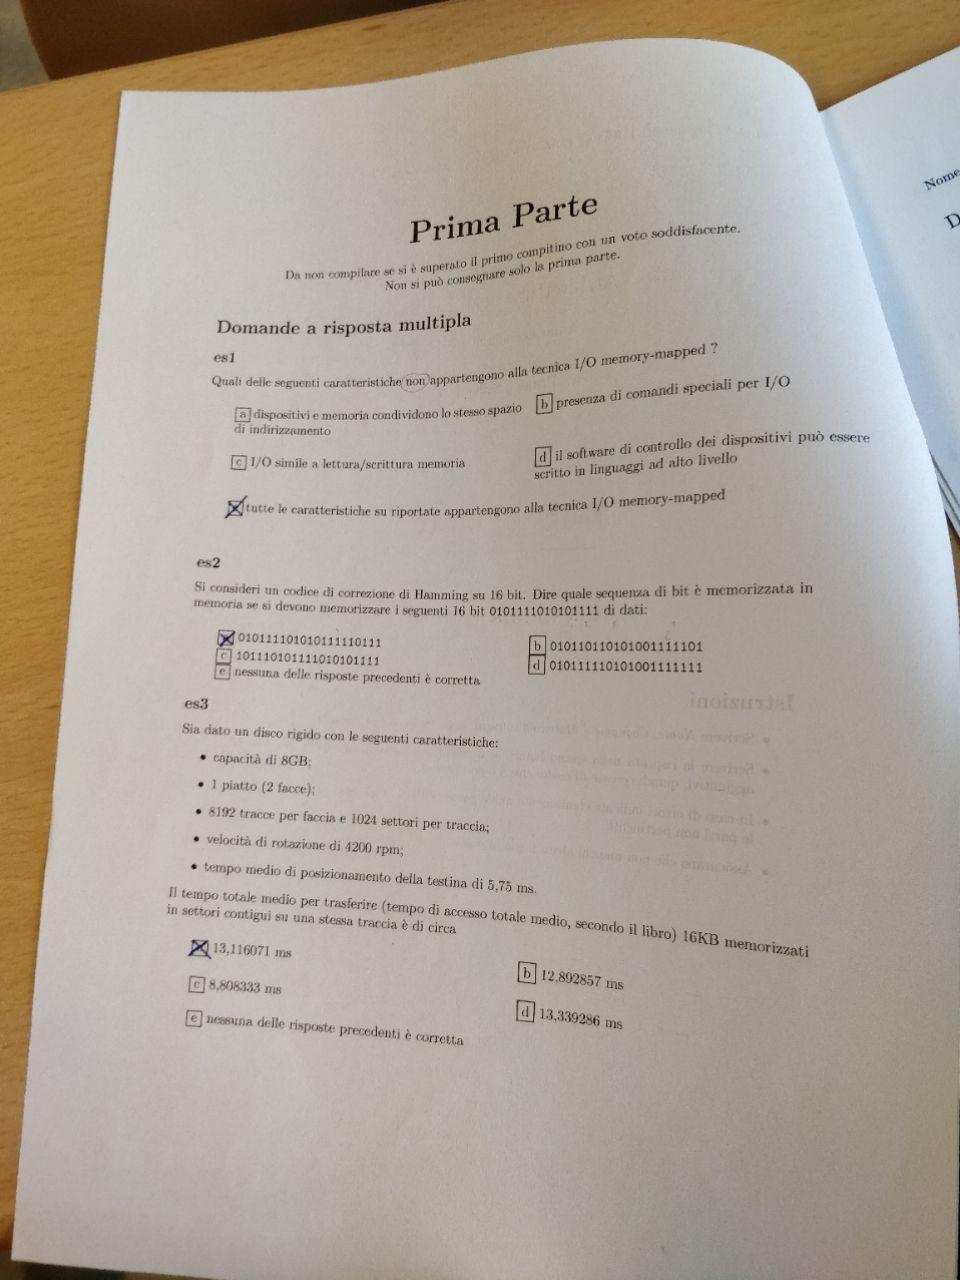 Nome
D
Prima Parte
Da non compilare se si è superato il primo compitino con un voto soddisfacente.
Non si può consegnare solo la prima parte.
Domande a risposta multipla
es1
Quali delle seguenti caratteristiche non appartengono alla tecnica I/O memory-mapped ?
a dispositivi e memoria condividono lo stesso spazio
di indirizzamento
b presenza di comandi speciali per I/O
c I/O simile a lettura/scrittura memoria
d il software di controllo dei dispositivi può essere
scritto in linguaggi ad alto livello
tutte le caratteristiche su riportate appartengono alla tecnica I/O memory-mapped
es2
Si consideri un codice di correzione di Hamming su 16 bit. Dire quale sequenza di bit è memorizzata in
memoria se si devono memorizzare i seguenti 16 bit 0101111010101111 di dati:
010111101010111110111
b 010110110101001111101
c 101110101111010101111
d 010111110101001111111
e nessuna delle risposte precedenti è corretta
es3
Sia dato un disco rigido con le seguenti caratteristiche:
• capacità di 8GB;
• 1 piatto (2 facce);
• 8192 tracce per faccia e 1024 settori per traccia;
• velocità di rotazione di 4200 rpm;
• tempo medio di posizionamento della testina di 5,75 ms.
Il tempo totale medio per trasferire (tempo di accesso totale medio, secondo il libro) 16KB memorizzati
in settori contigui su una stessa traccia è di circa
13,116071 ms
b 12,892857 ms
c 8,808333 ms
d 13,339286 ms
e nessuna delle risposte precedenti è corretta
Istruzioni